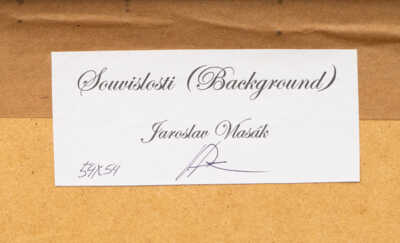 Souvislosti (Background)
Jaroslav Vlasák
54x54